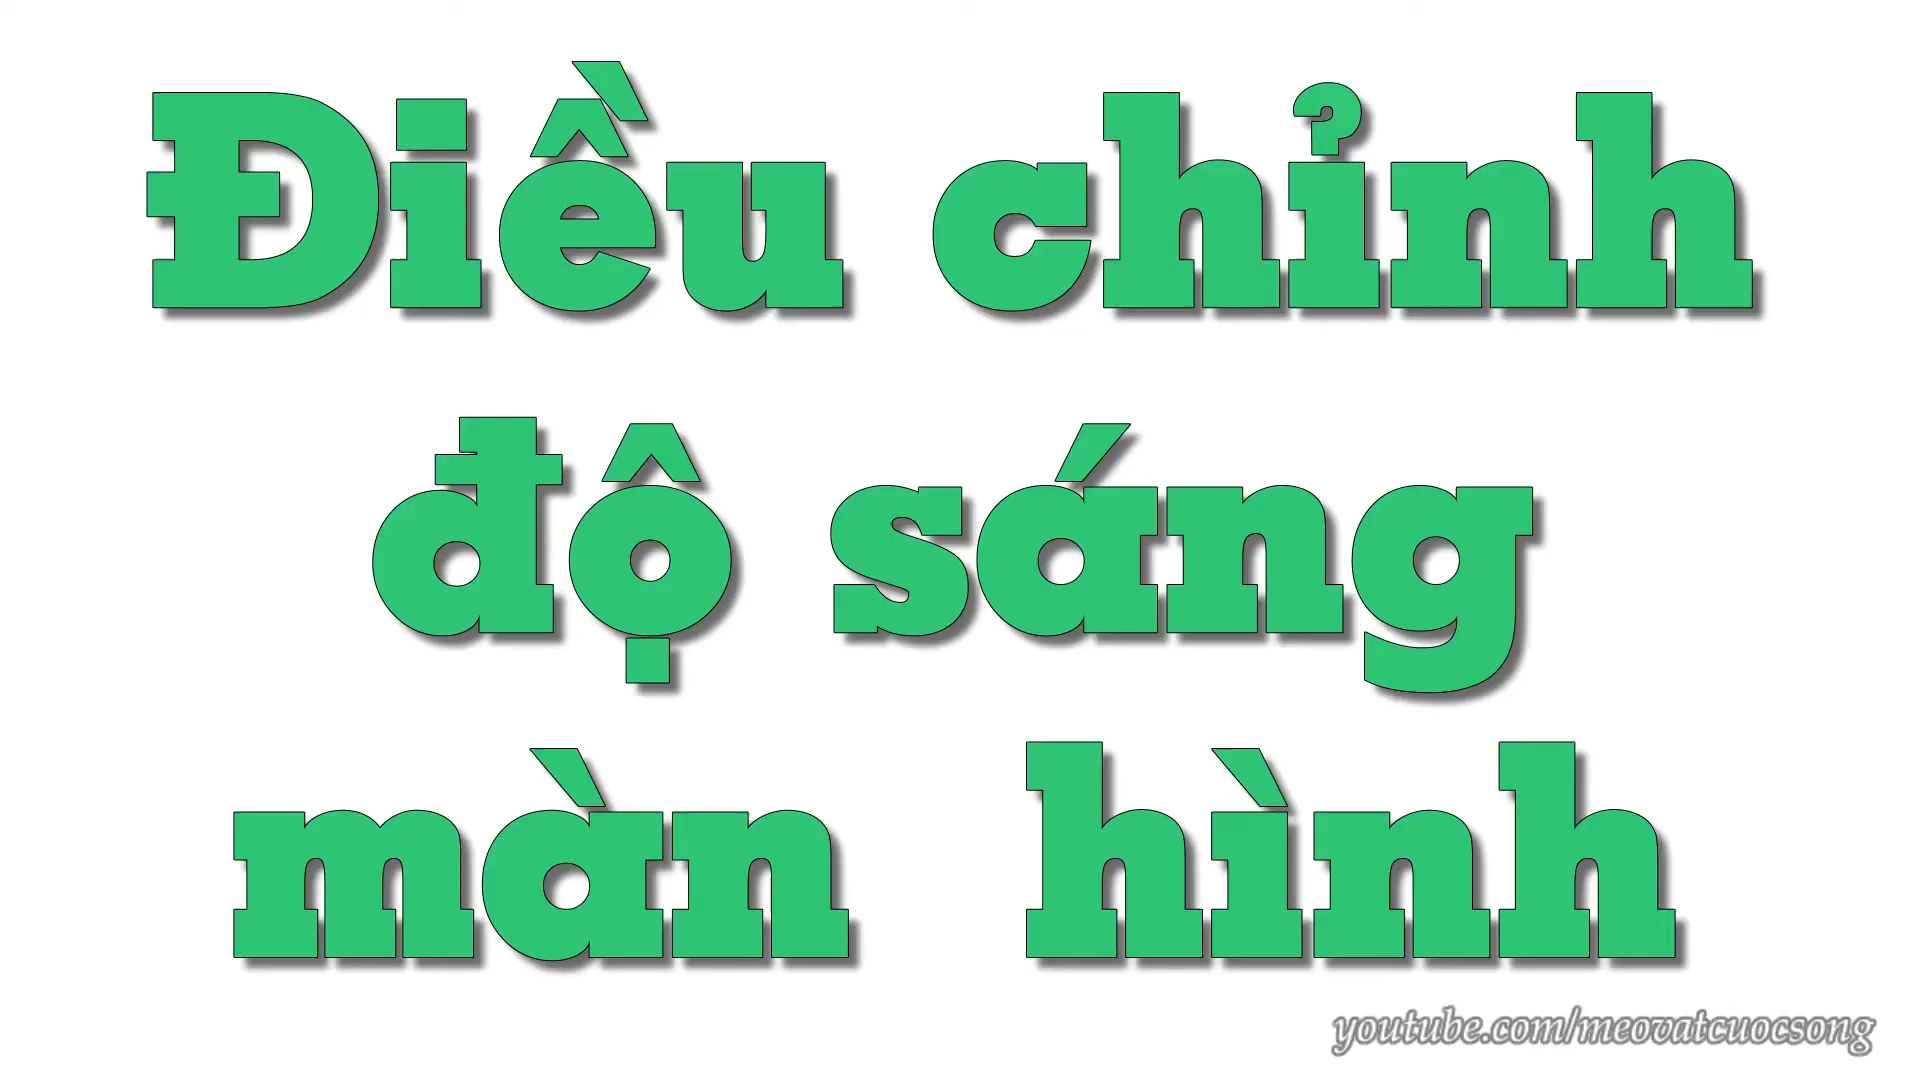 Điều chỉnh
độ sáng
màn hình
youtube.com/meovatcuocsong